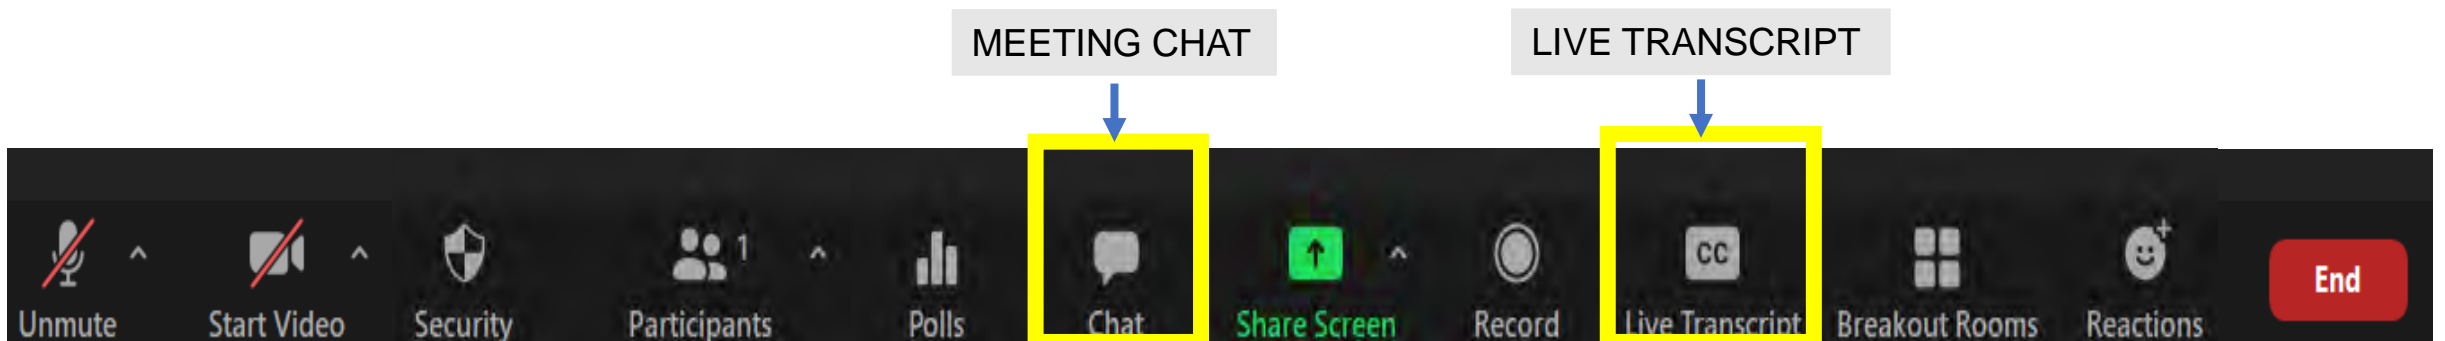 MEETING CHAT
LIVE TRANSCRIPT
1
CC
Unmute
Start Video
Security
Participants
Polls
Chat
Share Screen
Record
Live Transcript
Breakout Rooms
Reactions
End